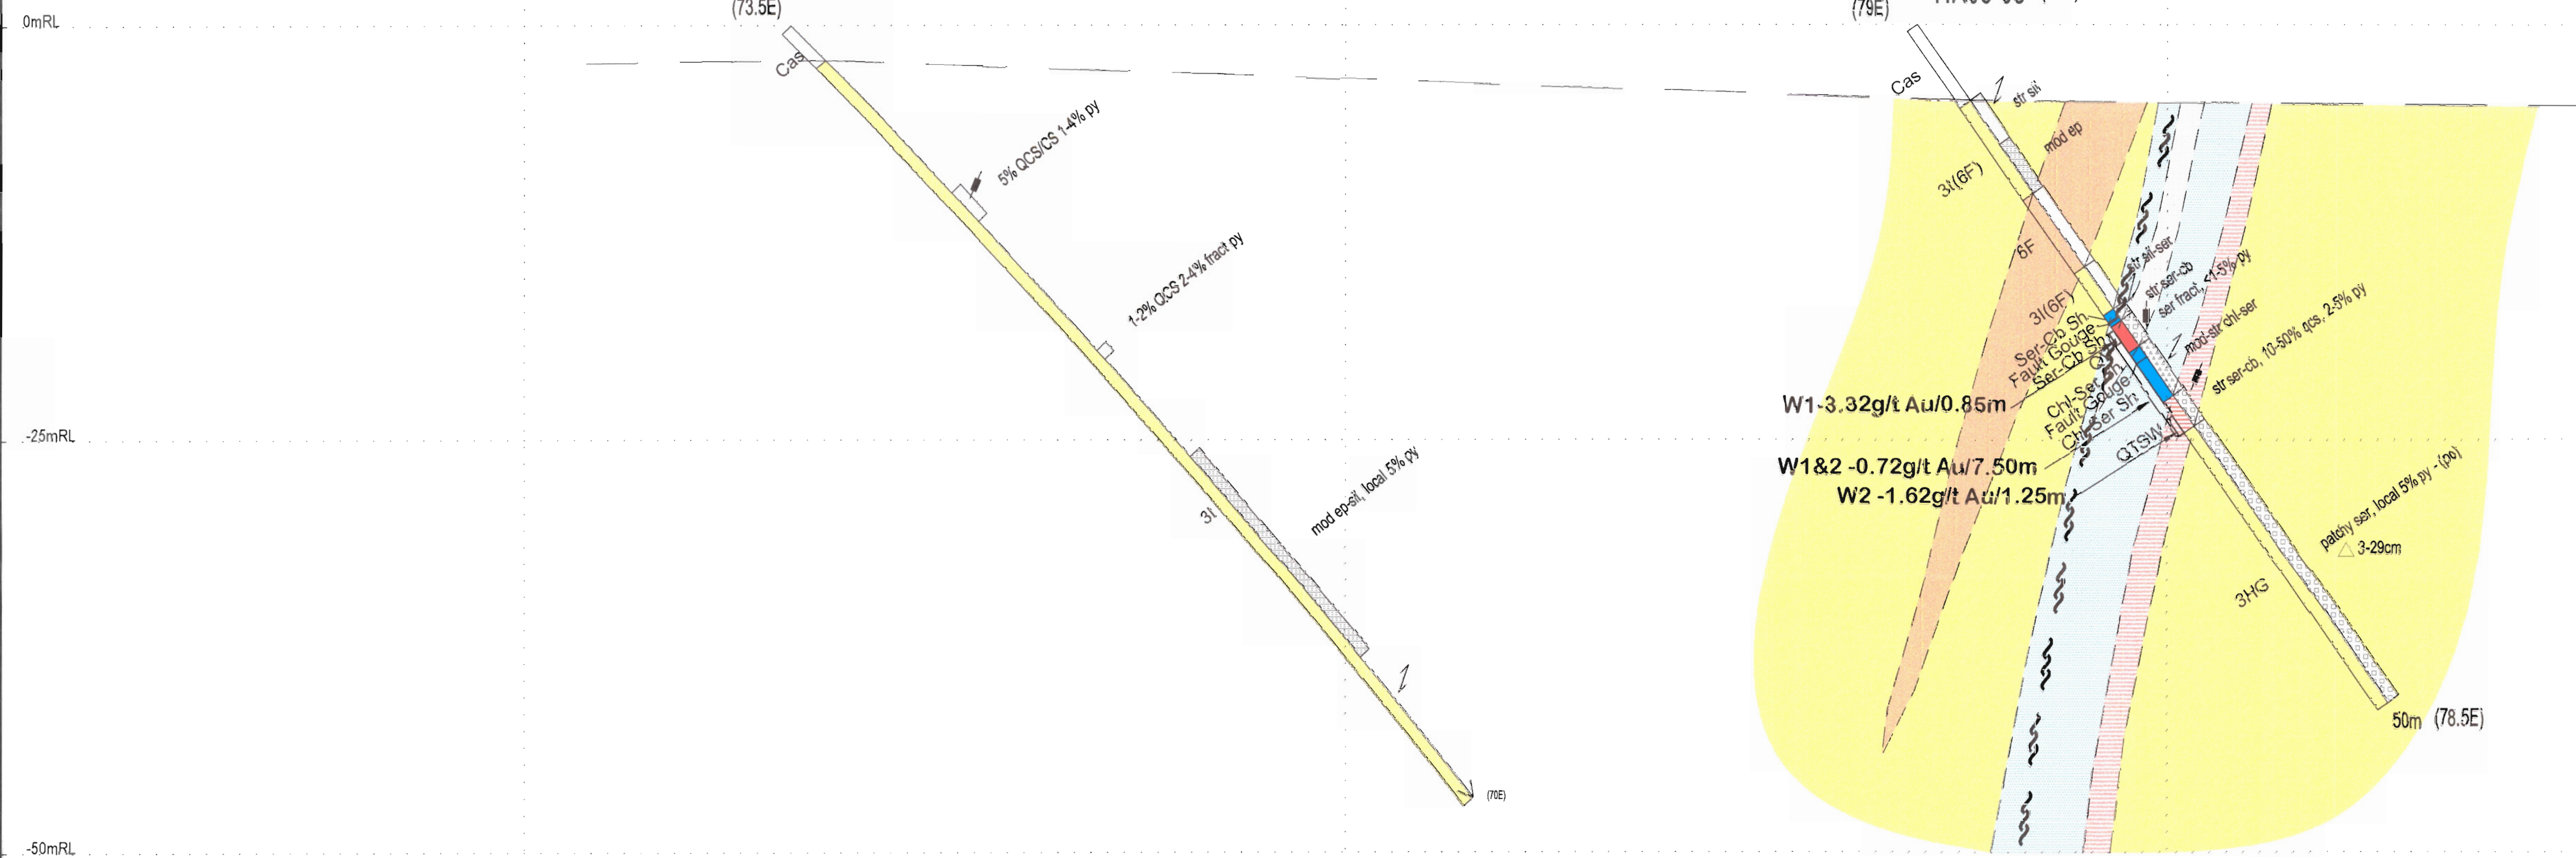 0mRL
(73.5E)
Cas
5% QCS/CS 1-4% py
1-2% QCS 2-4% fract py
mod ep-sil, local 5% py
3t
(70E)
-25mRL
-50mRL
(79E)
Cas
str sil
mod ep
3t(6F)
6F
3I(6F)
str sil-ser
str ser-cb
ser fract, <1-5% py
mod-str chl-ser
str ser-cb, 10-50% qcs, 2-5% py
Ser-Cb Sh
Fault Gouge
Ser-Cb Sh
Chl-Ser Sh
Fault Gouge
Chl-Ser Sh
QTSW
W1-3.32g/t Au/0.85m
W1&2 -0.72g/t Au/7.50m
W2 -1.62g/t Au/1.25m
patchy ser, local 5% py - (po)
3-29cm
3HG
50m (78.5E)